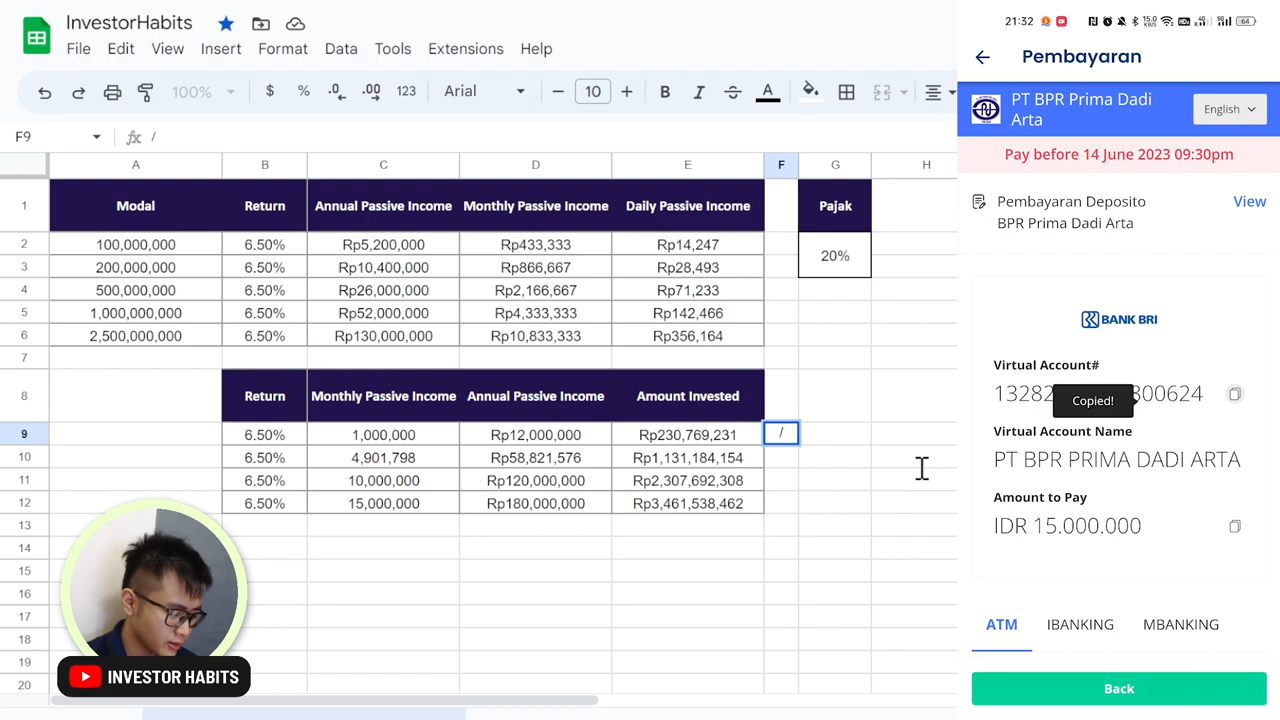 InvestorHabits
File Edit View Insert Format Data Tools Extensions Help
100% $ % .0 .00 123 Arial 10 B I S A
F9 fx /
A B C D E F G H
1 Modal Return Annual Passive Income Monthly Passive Income Daily Passive Income Pajak
2 100,000,000 6.50% Rp5,200,000 Rp433,333 Rp14,247
20%
3 200,000,000 6.50% Rp10,400,000 Rp866,667 Rp28,493
4 500,000,000 6.50% Rp26,000,000 Rp2,166,667 Rp71,233
5 1,000,000,000 6.50% Rp52,000,000 Rp4,333,333 Rp142,466
6 2,500,000,000 6.50% Rp130,000,000 Rp10,833,333 Rp356,164
7
8 Return Monthly Passive Income Annual Passive Income Amount Invested
9 6.50% 1,000,000 Rp12,000,000 Rp230,769,231 /
10 6.50% 4,901,798 Rp58,821,576 Rp1,131,184,154
11 6.50% 10,000,000 Rp120,000,000 Rp2,307,692,308
12 6.50% 15,000,000 Rp180,000,000 Rp3,461,538,462
13
14
15
16
17
18
19
20
INVESTOR HABITS
21:32 15.0 KB/S HD 4G 5G 64
Pembayaran
PT BPR Prima Dadi
Arta
English
Pay before 14 June 2023 09:30pm
Pembayaran Deposito View
BPR Prima Dadi Arta
BANK BRI
Virtual Account#
13282 300624
Copied!
Virtual Account Name
PT BPR PRIMA DADI ARTA
Amount to Pay
IDR 15.000.000
ATM IBANKING MBANKING
Back